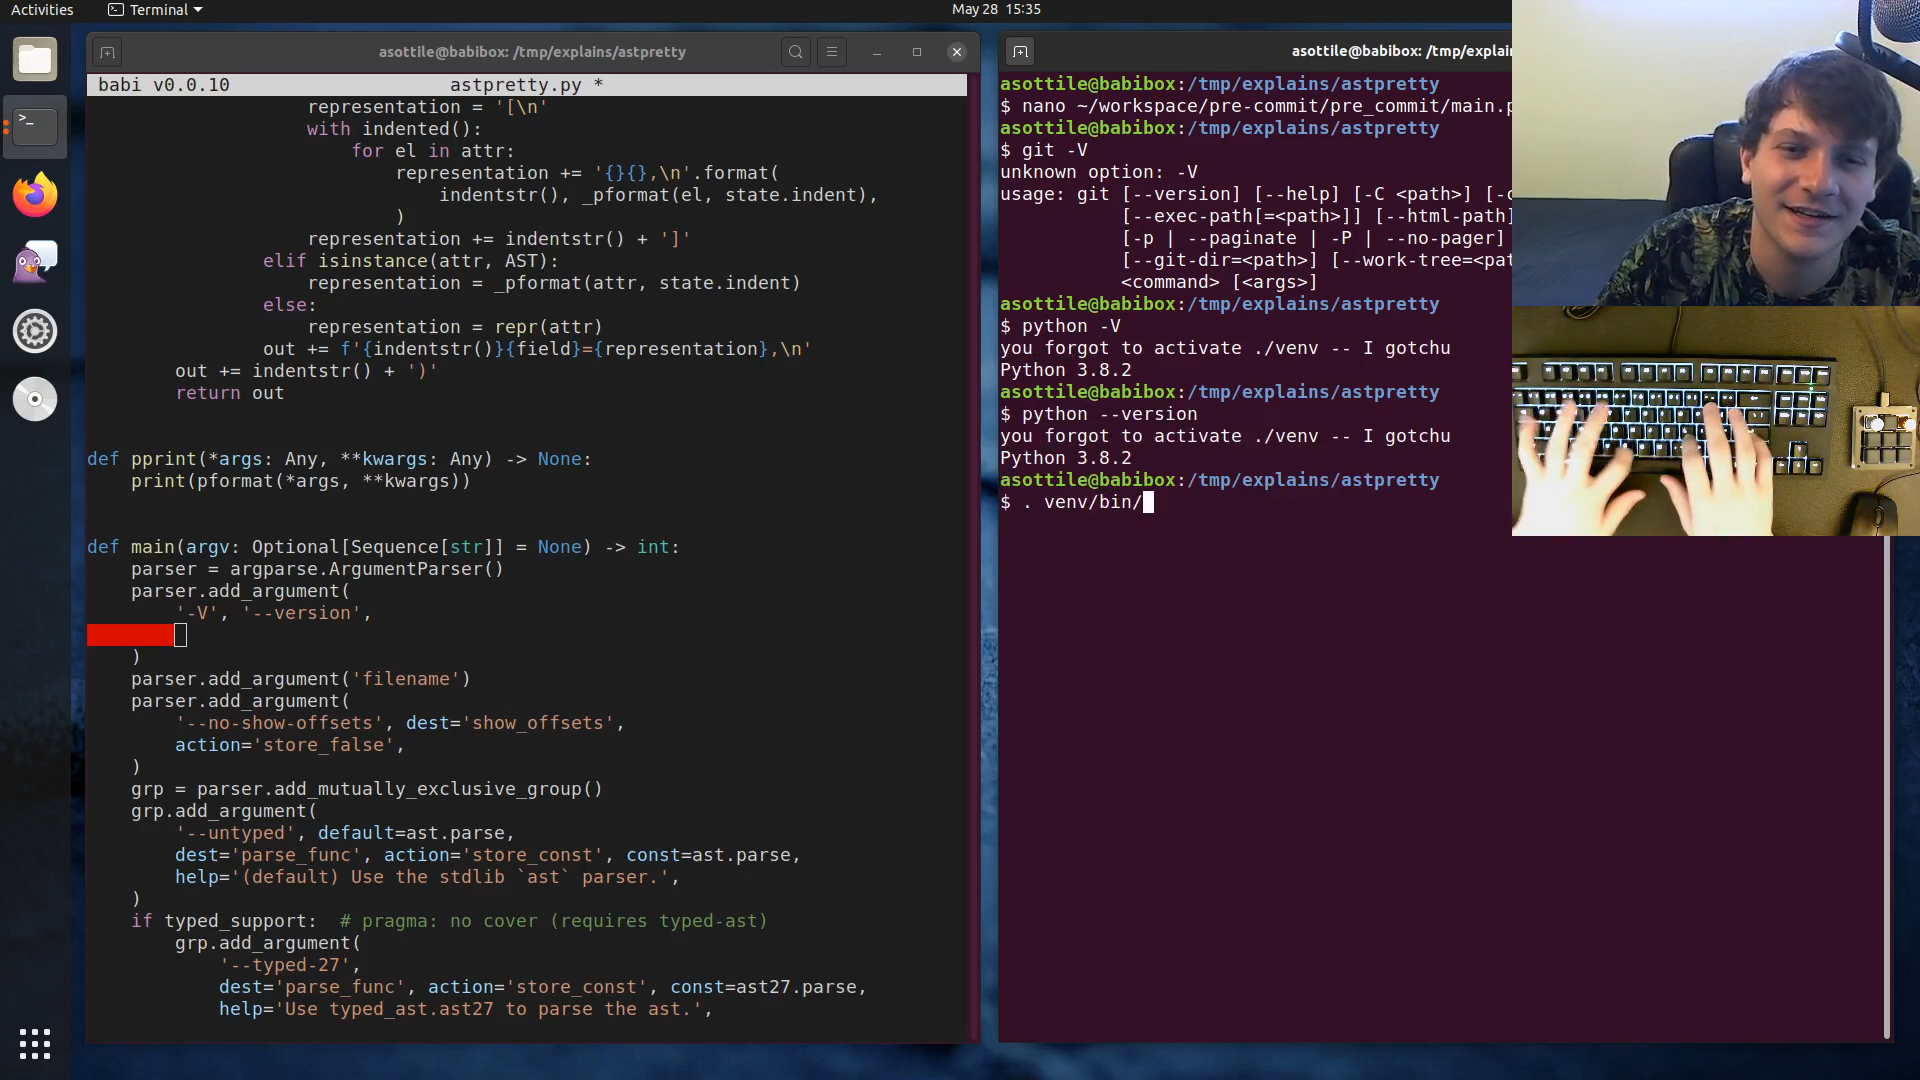 Activities
Terminal
May 28 15:35
asottile@babibox: /tmp/explains/astpretty
babi v0.0.10 astpretty.py *
representation = '[\n'
with indented():
for el in attr:
representation += '{}{},\n'.format(
indentstr(), _pformat(el, state.indent),
)
representation += indentstr() + ']'
elif isinstance(attr, AST):
representation = _pformat(attr, state.indent)
else:
representation = repr(attr)
out += f'{indentstr()}{field}={representation},\n'
out += indentstr() + ')'
return out
def pprint(*args: Any, **kwargs: Any) -> None:
print(pformat(*args, **kwargs))
def main(argv: Optional[Sequence[str]] = None) -> int:
parser = argparse.ArgumentParser()
parser.add_argument(
'-V', '--version',
)
parser.add_argument('filename')
parser.add_argument(
'--no-show-offsets', dest='show_offsets',
action='store_false',
)
grp = parser.add_mutually_exclusive_group()
grp.add_argument(
'--untyped', default=ast.parse,
dest='parse_func', action='store_const', const=ast.parse,
help='(default) Use the stdlib `ast` parser.',
)
if typed_support:  # pragma: no cover (requires typed-ast)
grp.add_argument(
'--typed-27',
dest='parse_func', action='store_const', const=ast27.parse,
help='Use typed_ast.ast27 to parse the ast.',
asottile@babibox: /tmp/explai
asottile@babibox:/tmp/explains/astpretty
$ nano ~/workspace/pre-commit/pre_commit/main.p
asottile@babibox:/tmp/explains/astpretty
$ git -V
unknown option: -V
usage: git [--version] [--help] [-C <path>] [-c
[--exec-path[=<path>]] [--html-path]
[-p | --paginate | -P | --no-pager]
[--git-dir=<path>] [--work-tree=<pat
<command> [<args>]
asottile@babibox:/tmp/explains/astpretty
$ python -V
you forgot to activate ./venv -- I gotchu
Python 3.8.2
asottile@babibox:/tmp/explains/astpretty
$ python --version
you forgot to activate ./venv -- I gotchu
Python 3.8.2
asottile@babibox:/tmp/explains/astpretty
$ . venv/bin/